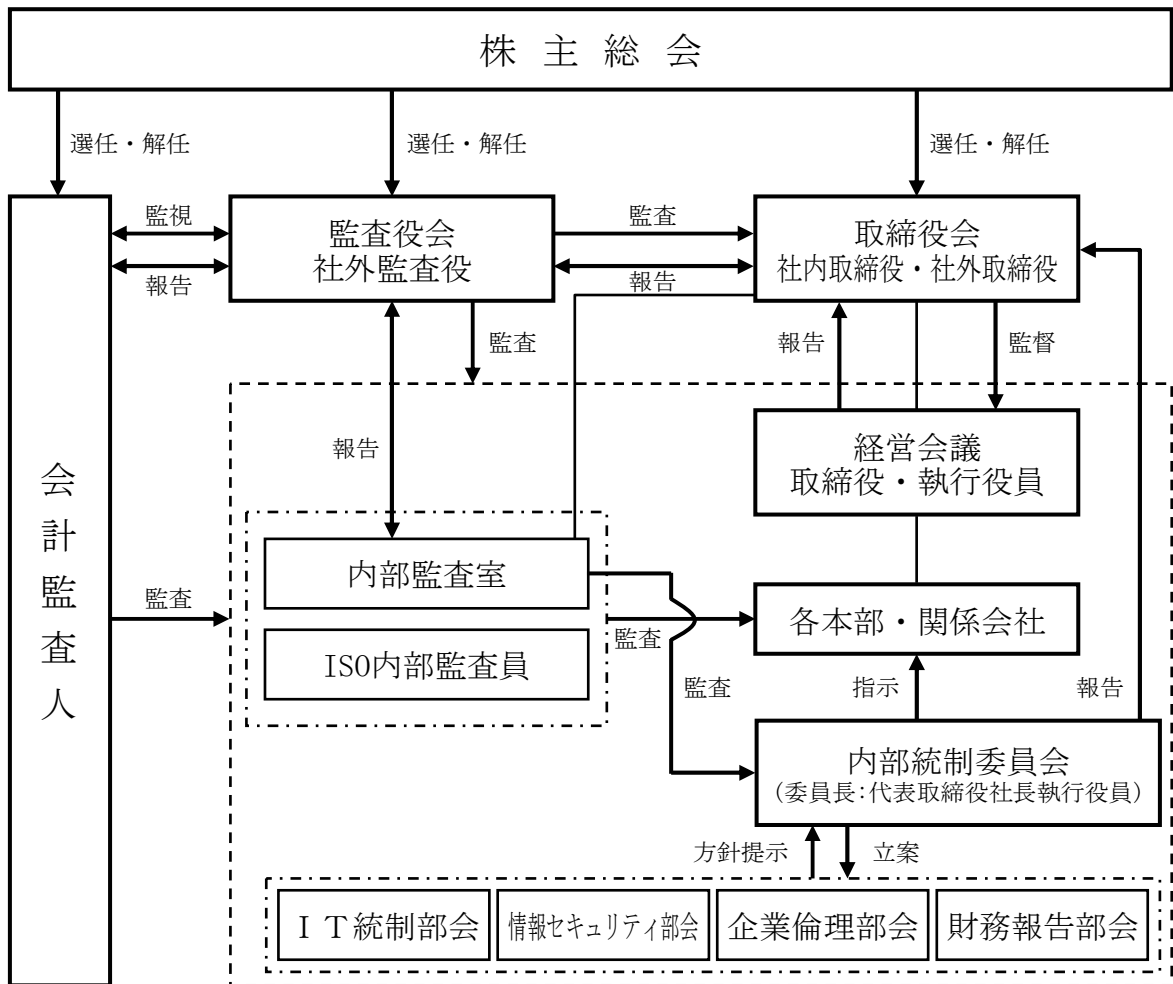 株主総会
選任・解任
選任・解任
選任・解任
監視
報告
監査役会
社外監査役
監査
報告
取締役会
社内取締役・社外取締役
監査
報告
監督
報告
経営会議
取締役・執行役員
会計監査人
監査
内部監査室
ISO内部監査員
監査
監査
各本部・関係会社
指示
報告
内部統制委員会
(委員長:代表取締役社長執行役員)
方針提示
立案
IT統制部会
情報セキュリティ部会
企業倫理部会
財務報告部会